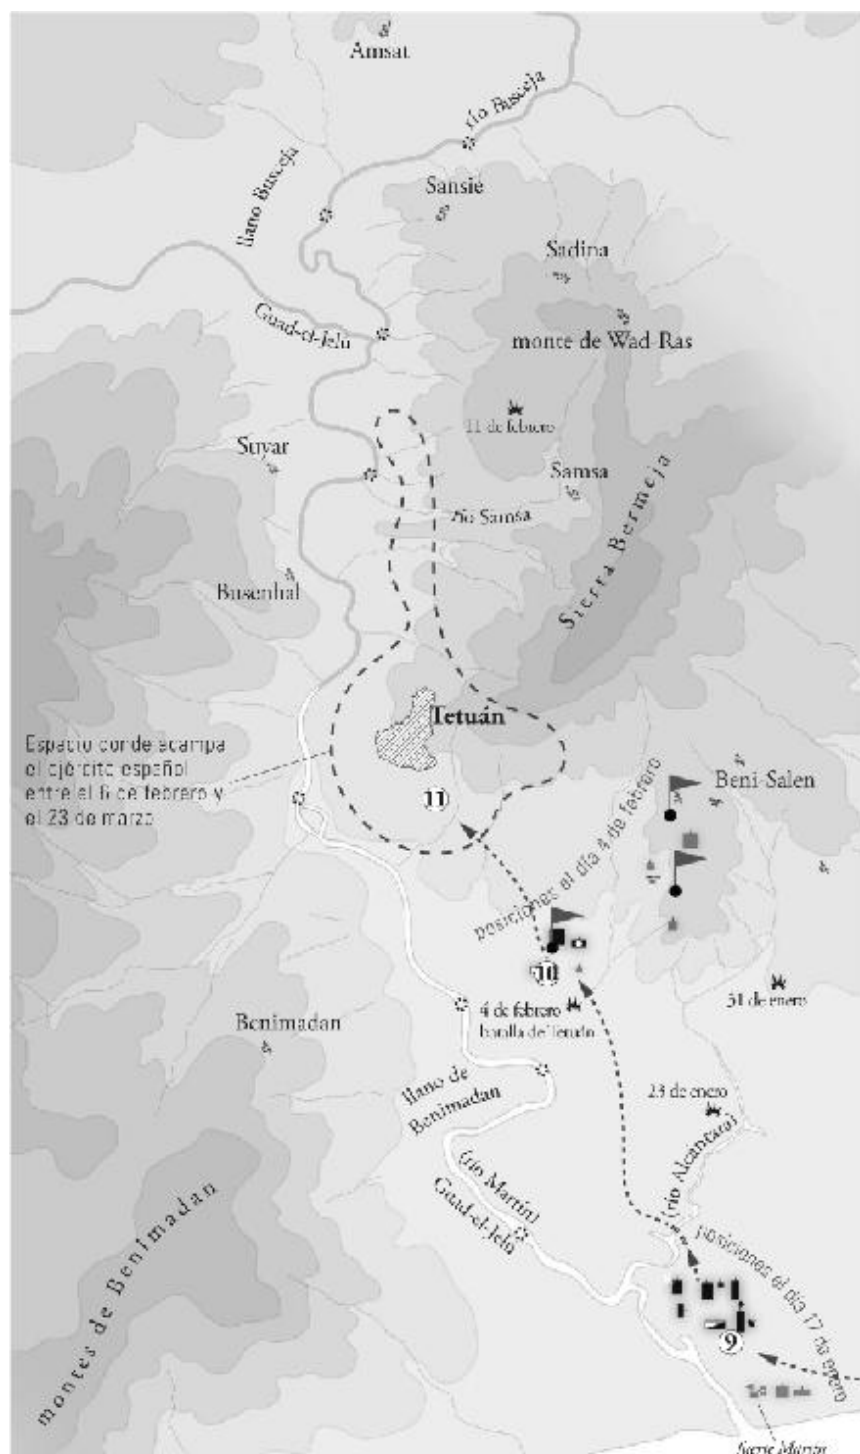 Amsat
río Busceja
llano Busceja
Sansie
Sadina
Guad-el-Jelú
monte de Wad-Ras
11 de febrero
Suyar
Samsa
río Samsa
Sierra Bermeja
Busenhal
Tetuán
Espacio donde acampa
el ejército español
entre el 6 de febrero y
el 23 de marzo
11
Beni-Salen
posiciones el día 4 de febrero
10
4 de febrero
batalla de Tetuán
31 de enero
Benimadan
llano de
Benimadan
23 de enero
(río Alcántara)
(río Martín)
Guad-el-Jelú
montes de Benimadan
posiciones el día 17 de enero
9
fuerte Martín